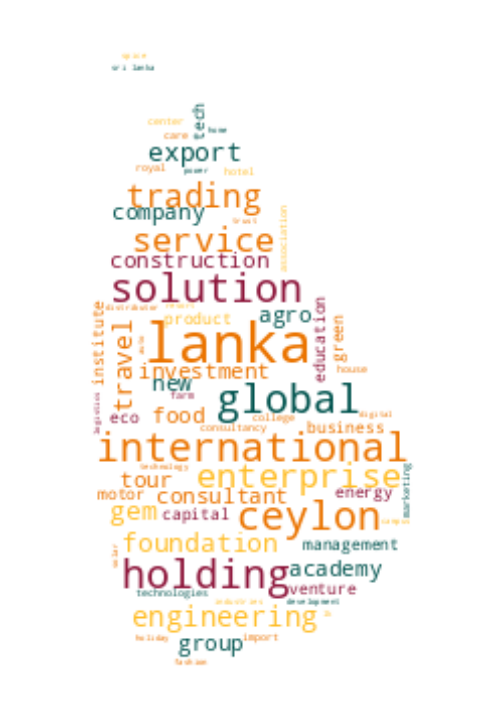 space
sri lanka
tech
center
home
care
export
royal
power
hotel
trading
company
trust
service
association
construction
solution
distributor
agro
product
institute
education
green
lanka
travel
investment
house
new
farm
global
logistics
eco
food
college
digital
consultancy
business
international
technology
enterprise
tour
marketing
motor
consultant
energy
gem
capital
ceylon
campus
foundation
management
holding
academy
venture
technologies
industries
development
engineering
group
holiday
import
fashion